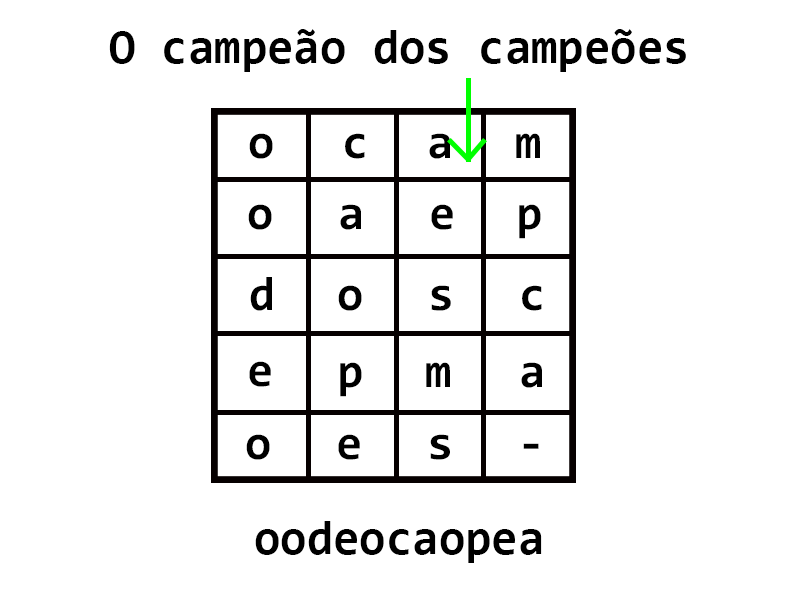 O campeão dos campeões
o c a m
o a e p
d o s c
e p m a
o e s -
oodeocaopea